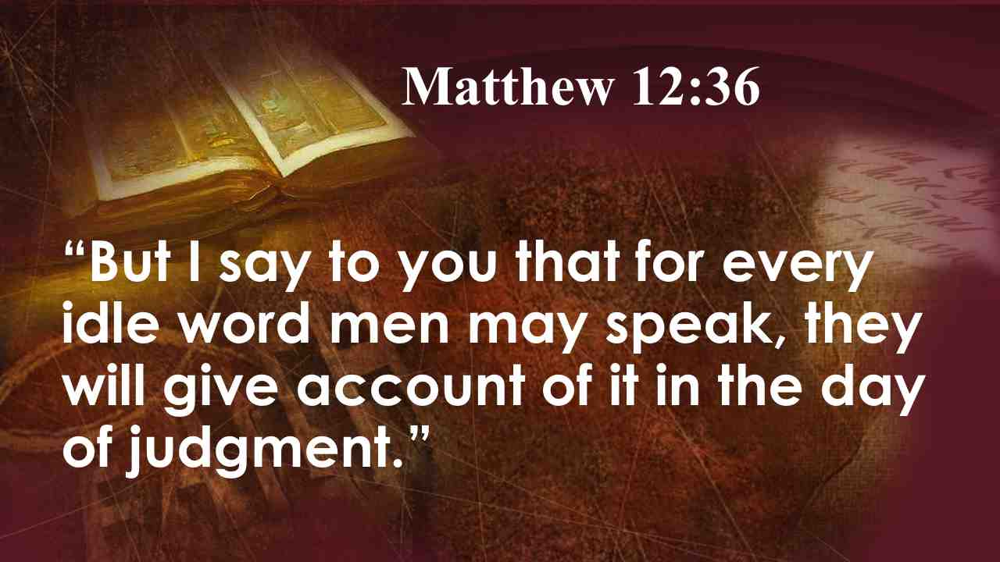 Matthew 12:36
“But I say to you that for every
idle word men may speak, they
will give account of it in the day
of judgment.”